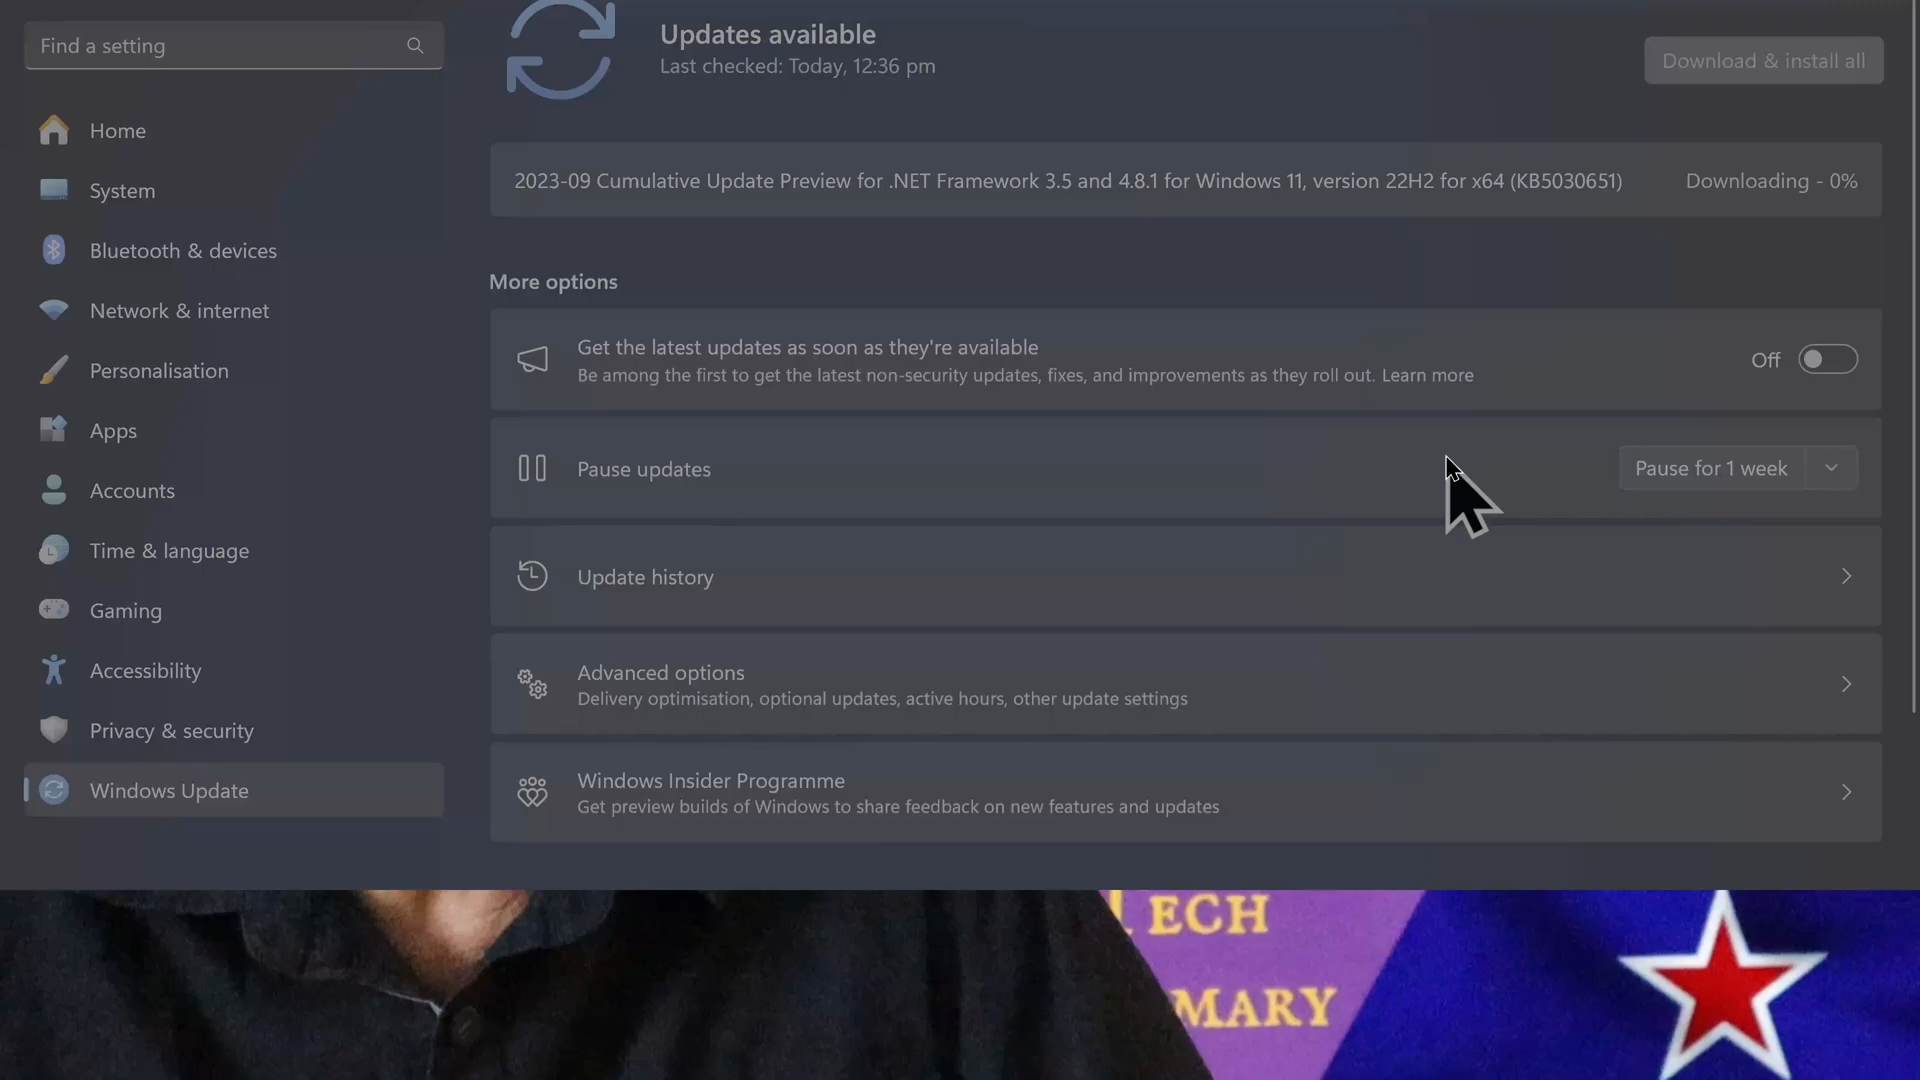 Find a setting
Home
System
Bluetooth & devices
Network & internet
Personalisation
Apps
Accounts
Time & language
Gaming
Accessibility
Privacy & security
Windows Update
Updates available
Last checked: Today, 12:36 pm
Download & install all
2023-09 Cumulative Update Preview for .NET Framework 3.5 and 4.8.1 for Windows 11, version 22H2 for x64 (KB5030651)
Downloading - 0%
More options
Get the latest updates as soon as they're available
Be among the first to get the latest non-security updates, fixes, and improvements as they roll out. Learn more
Off
Pause updates
Pause for 1 week
Update history
Advanced options
Delivery optimisation, optional updates, active hours, other update settings
Windows Insider Programme
Get preview builds of Windows to share feedback on new features and updates
ECH
MARY